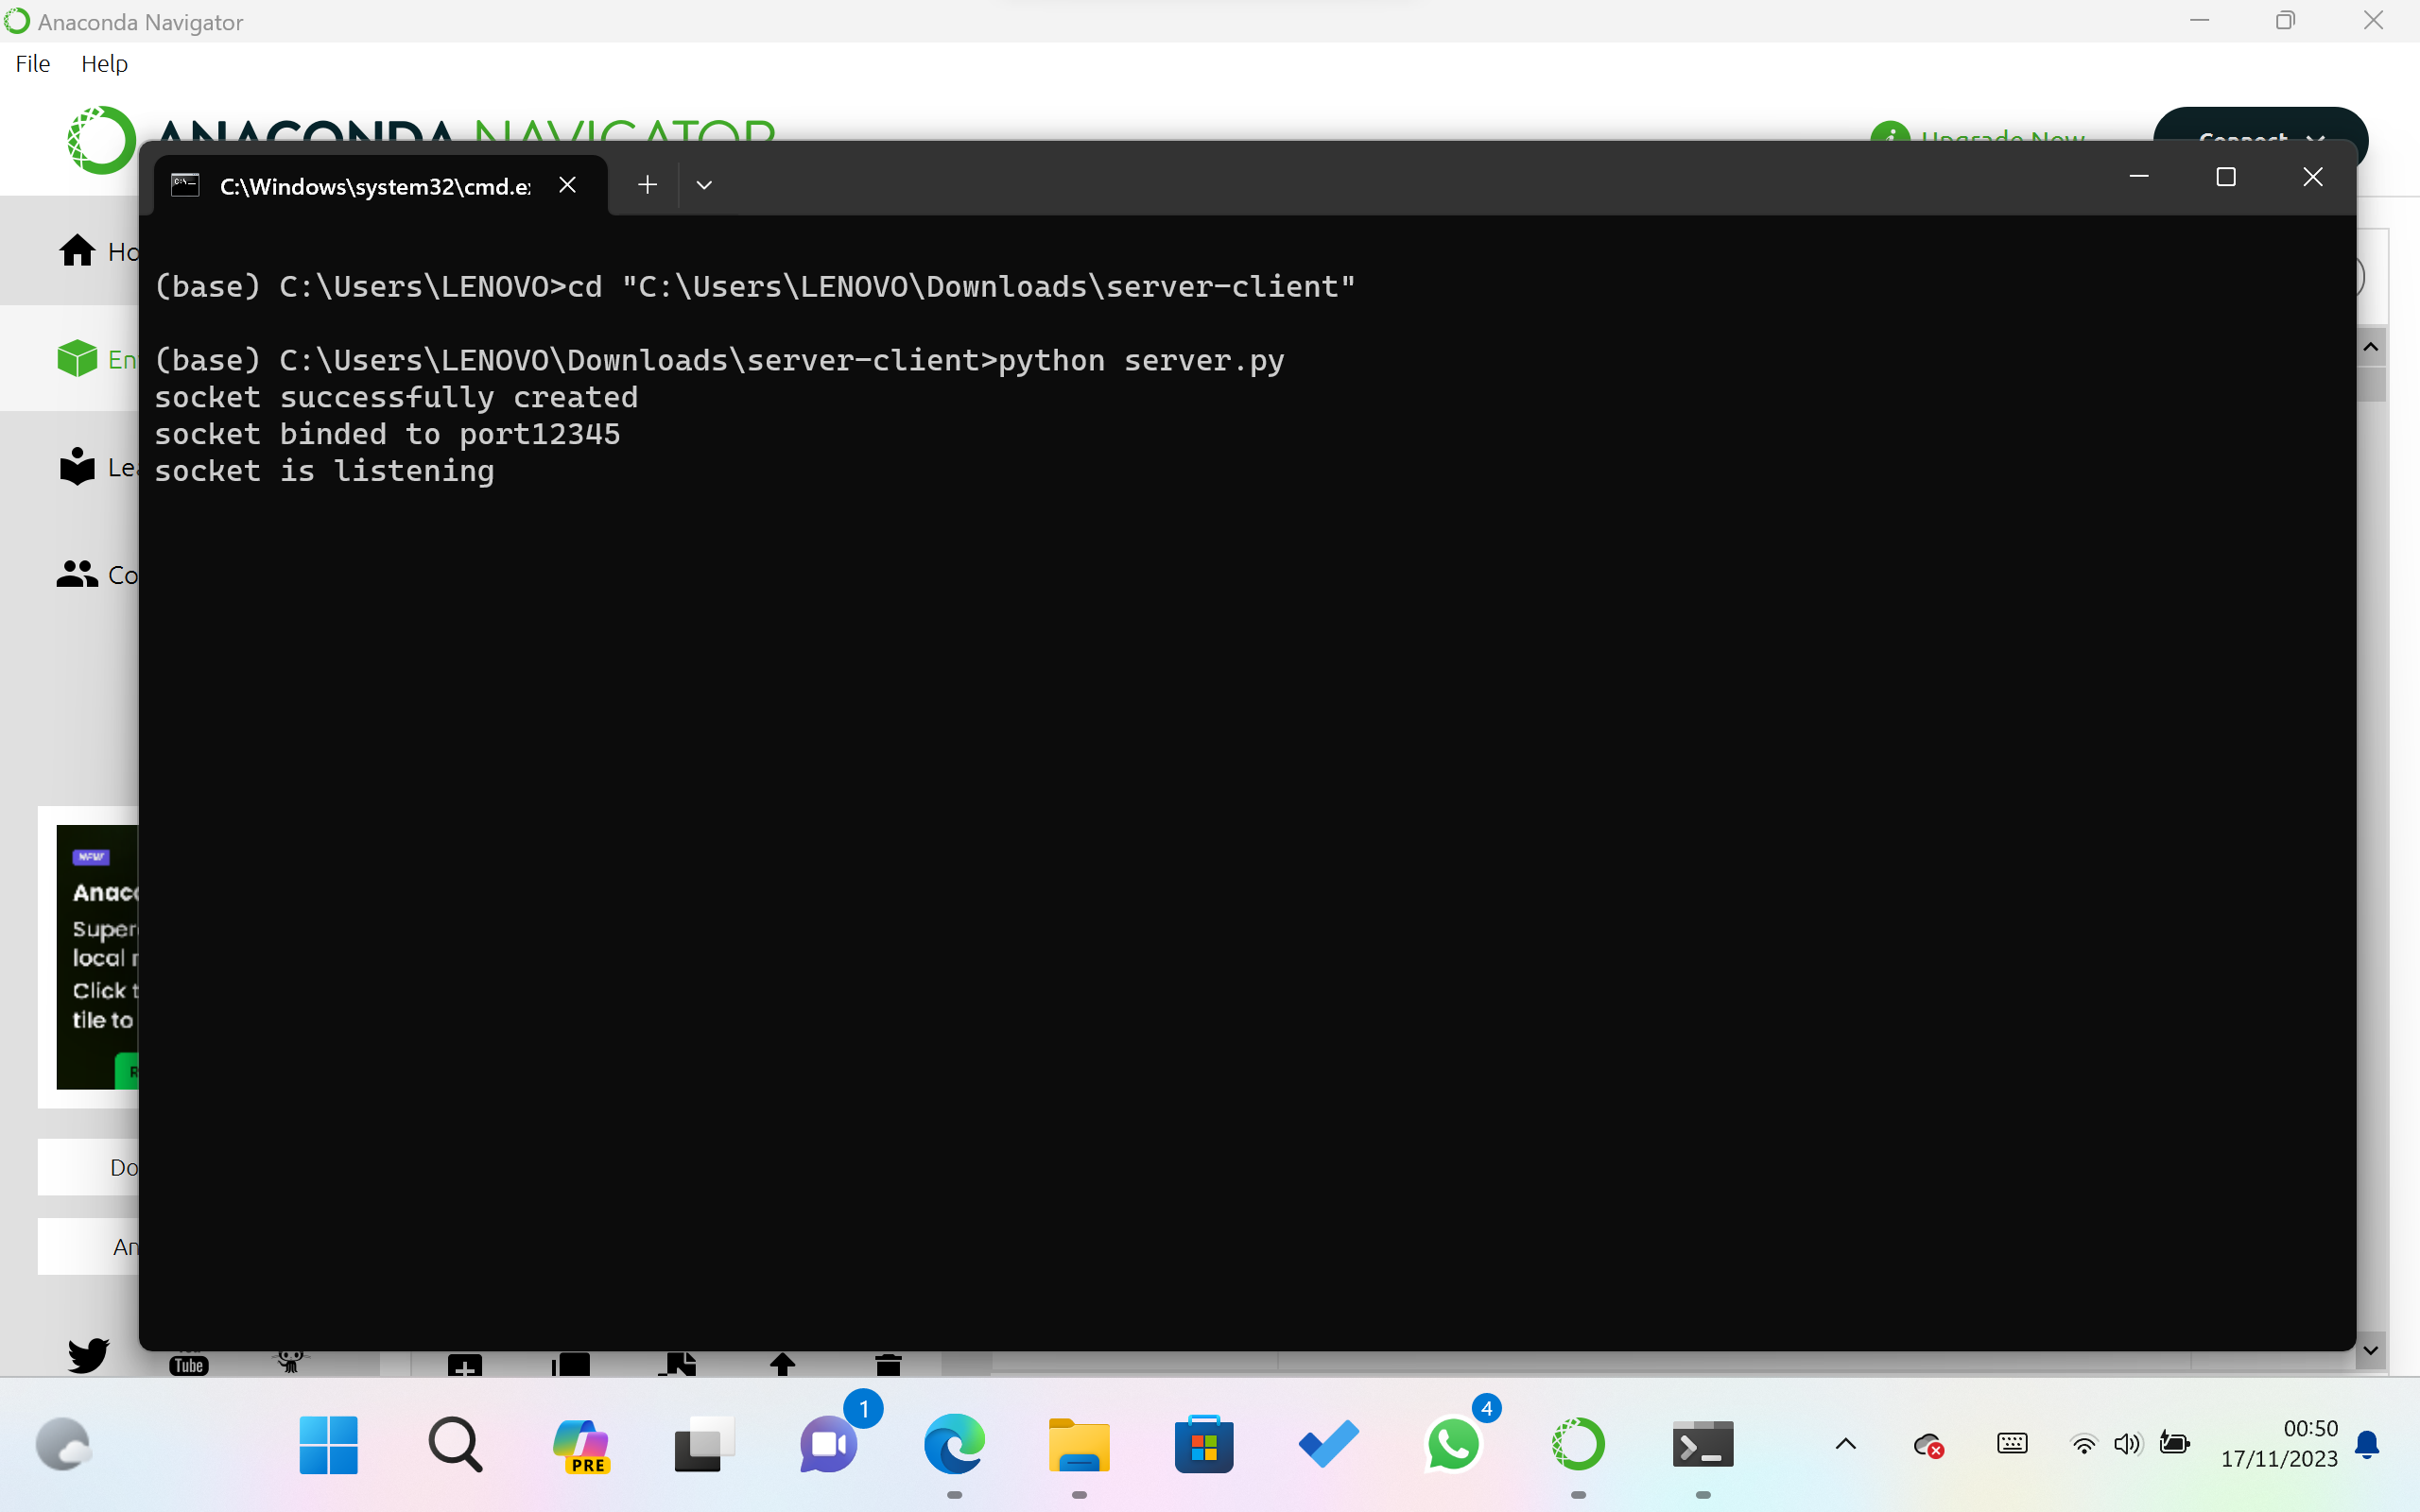 Anaconda Navigator
File Help
ANACONDA NAVIGATOR
Upgrade Now
Connect
C:\Windows\system32\cmd.e
(base) C:\Users\LENOVO>cd "C:\Users\LENOVO\Downloads\server-client"
(base) C:\Users\LENOVO\Downloads\server-client>python server.py
socket successfully created
socket binded to port12345
socket is listening
Ho
En
Lea
Co
NEW
Anac
Super
local
Click t
tile to
R
Do
An
Tube
PRE
1
4
00:50
17/11/2023